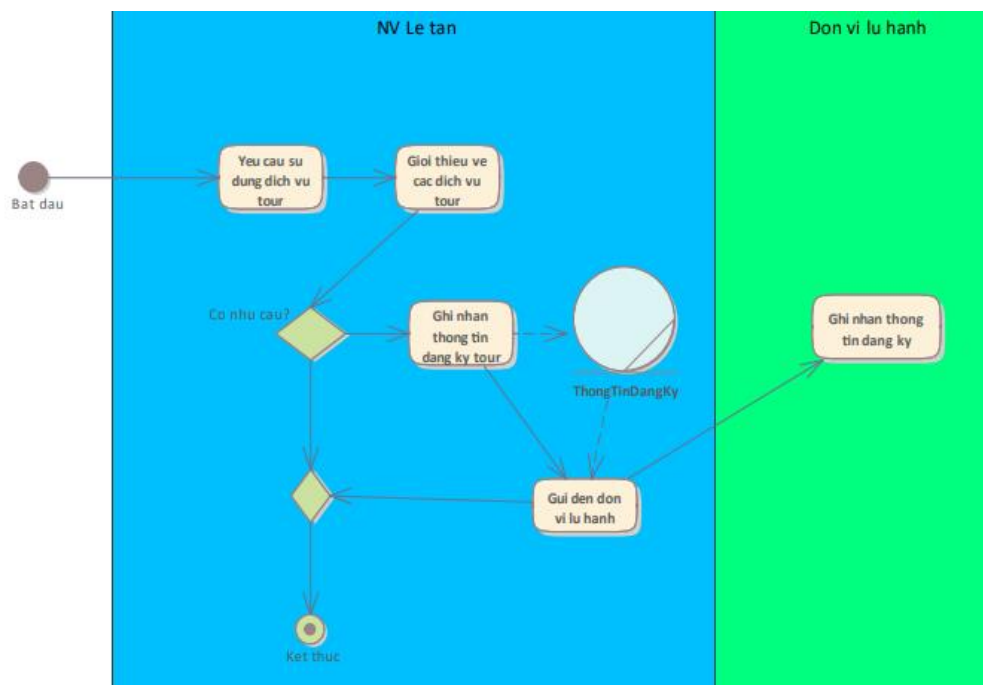 NV Le tan
Don vi lu hanh
Bat dau
Yeu cau su
dung dich vu
tour
Gioi thieu ve
cac dich vu
tour
Co nhu cau?
Ghi nhan
thong tin
dang ky tour
ThongTinDangKy
Ghi nhan thong
tin dang ky
Gui den don
vi lu hanh
Ket thuc